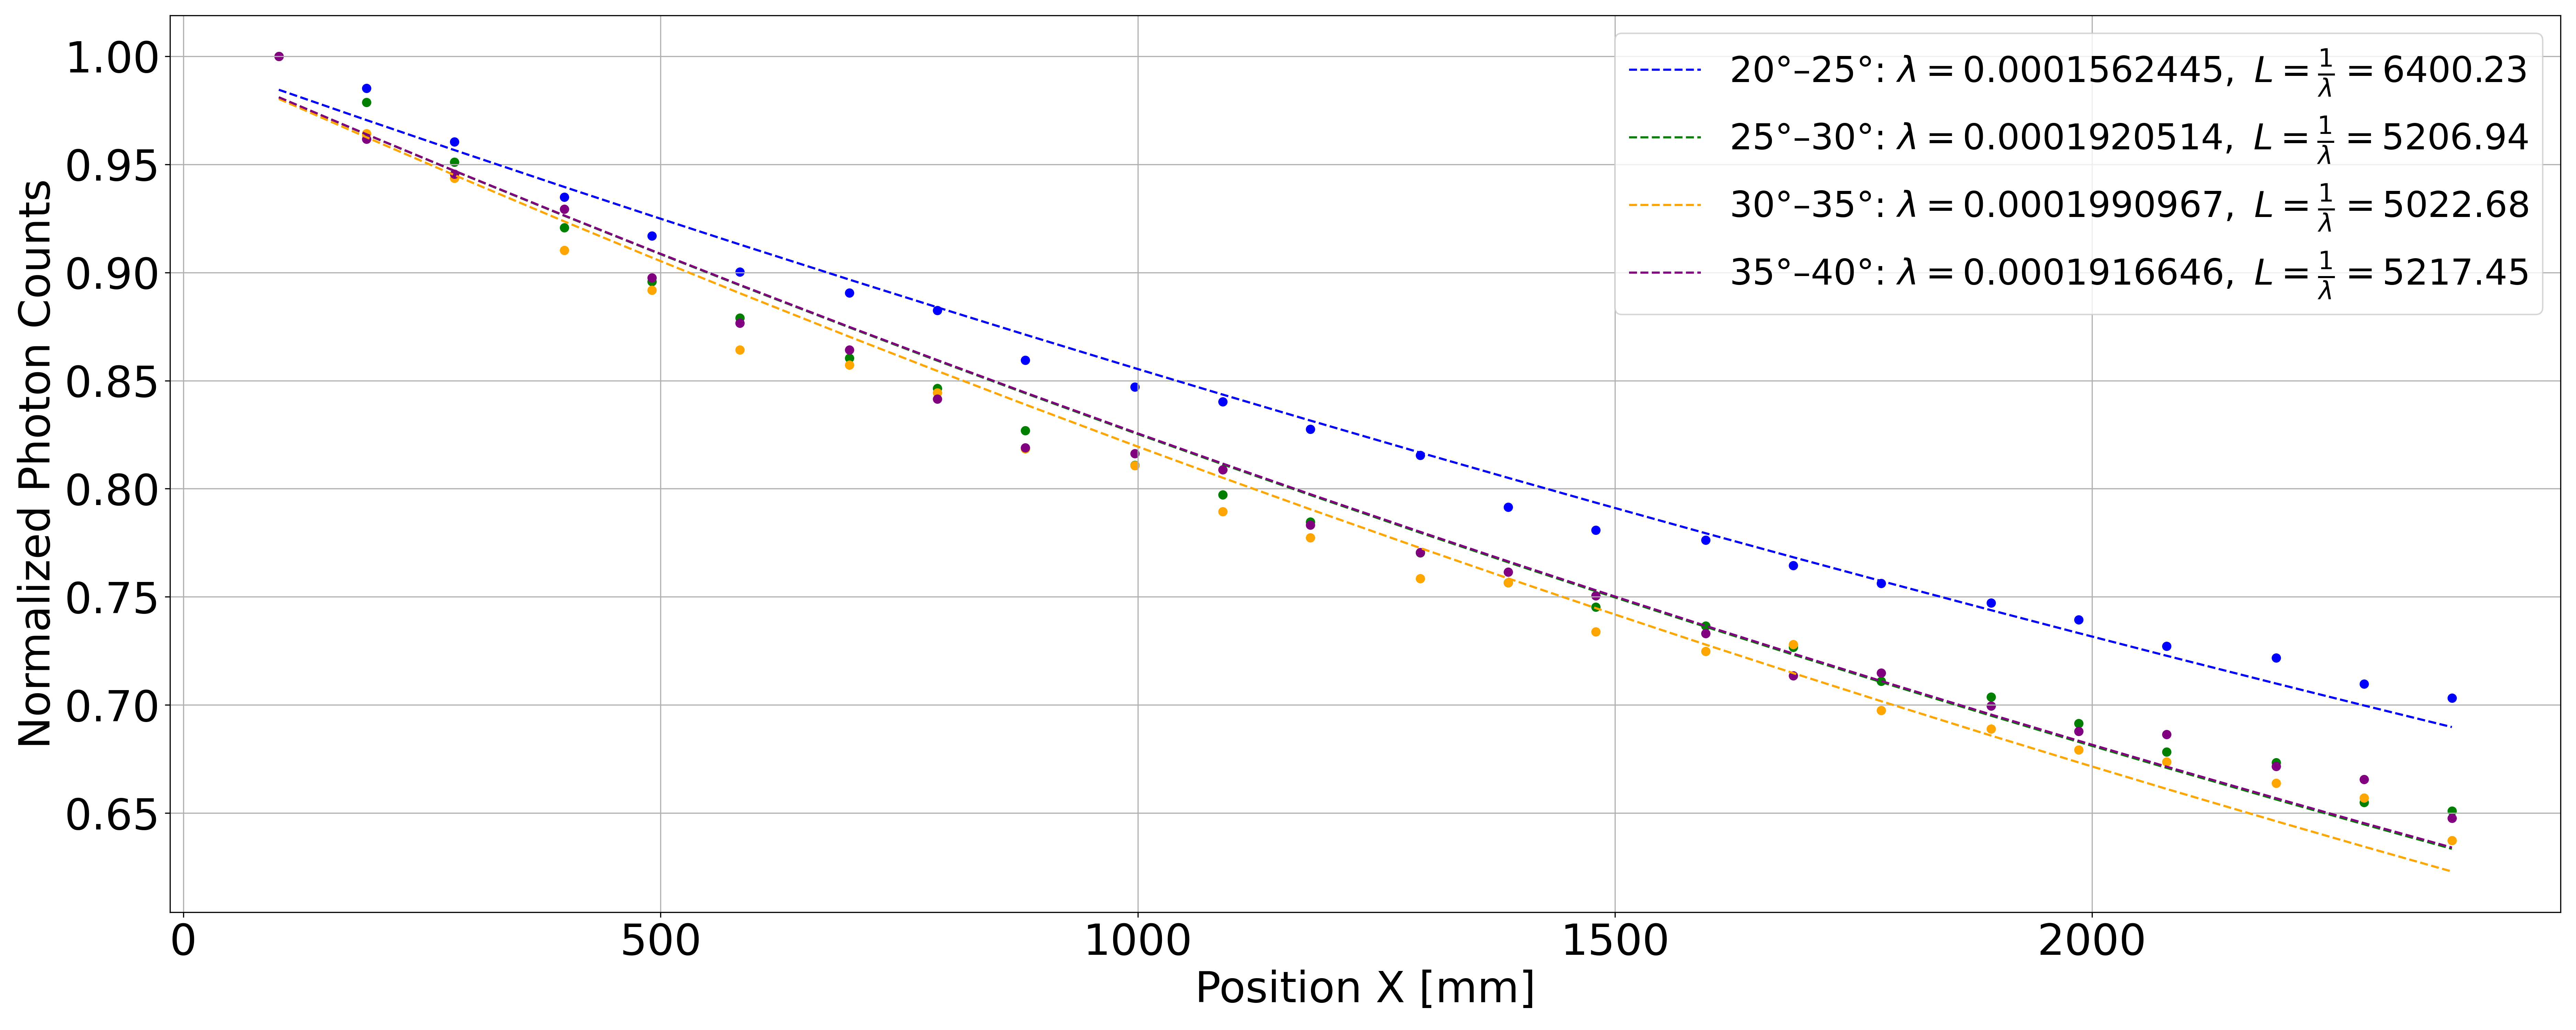 Normalized Photon Counts
1.00
0.95
0.90
0.85
0.80
0.75
0.70
0.65
20°–25°: λ = 0.0001562445, L = 1/λ = 6400.23
25°–30°: λ = 0.0001920514, L = 1/λ = 5206.94
30°–35°: λ = 0.0001990967, L = 1/λ = 5022.68
35°–40°: λ = 0.0001916646, L = 1/λ = 5217.45
0 500 1000 1500 2000
Position X [mm]